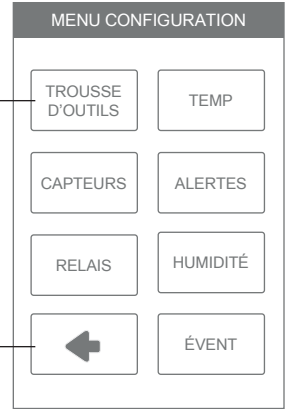 MENU CONFIGURATION
TROUSSE
D'OUTILS
TEMP
CAPTEURS
ALERTES
RELAIS
HUMIDITÉ
ÉVENT